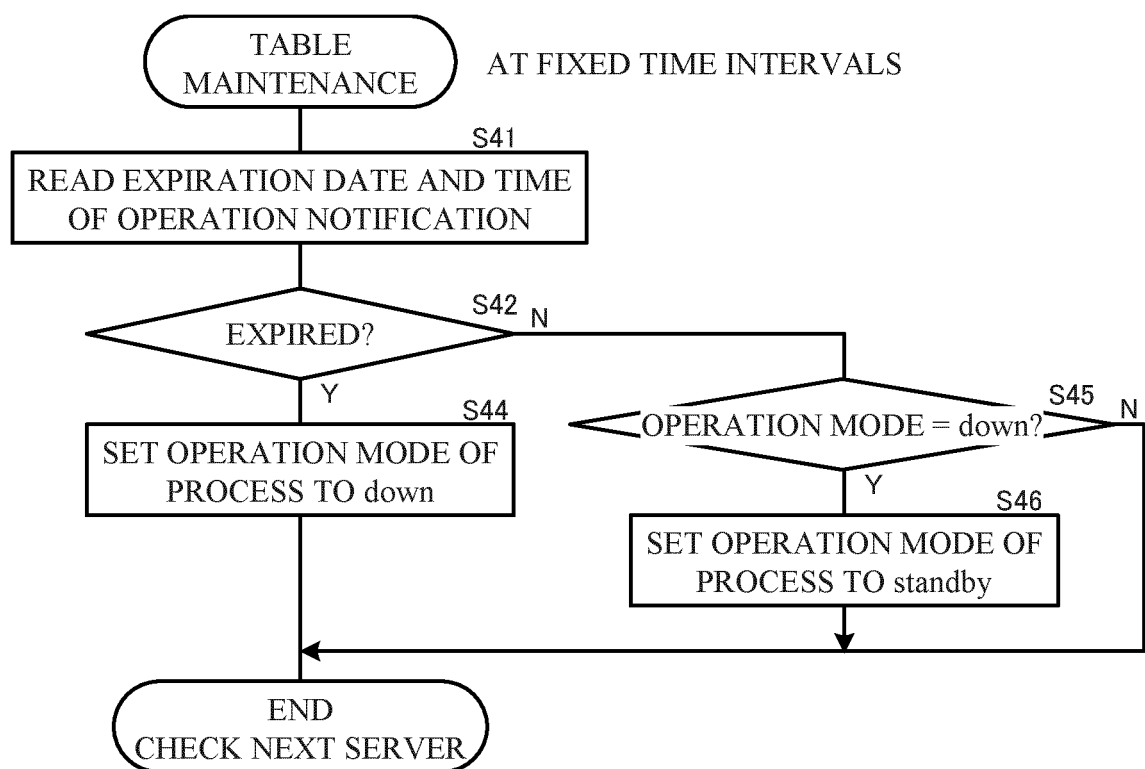 TABLE
MAINTENANCE
AT FIXED TIME INTERVALS
S41
READ EXPIRATION DATE AND TIME
OF OPERATION NOTIFICATION
S42
EXPIRED?
N
Y
S45
OPERATION MODE = down?
N
Y
S44
SET OPERATION MODE OF
PROCESS TO down
S46
SET OPERATION MODE OF
PROCESS TO standby
END
CHECK NEXT SERVER